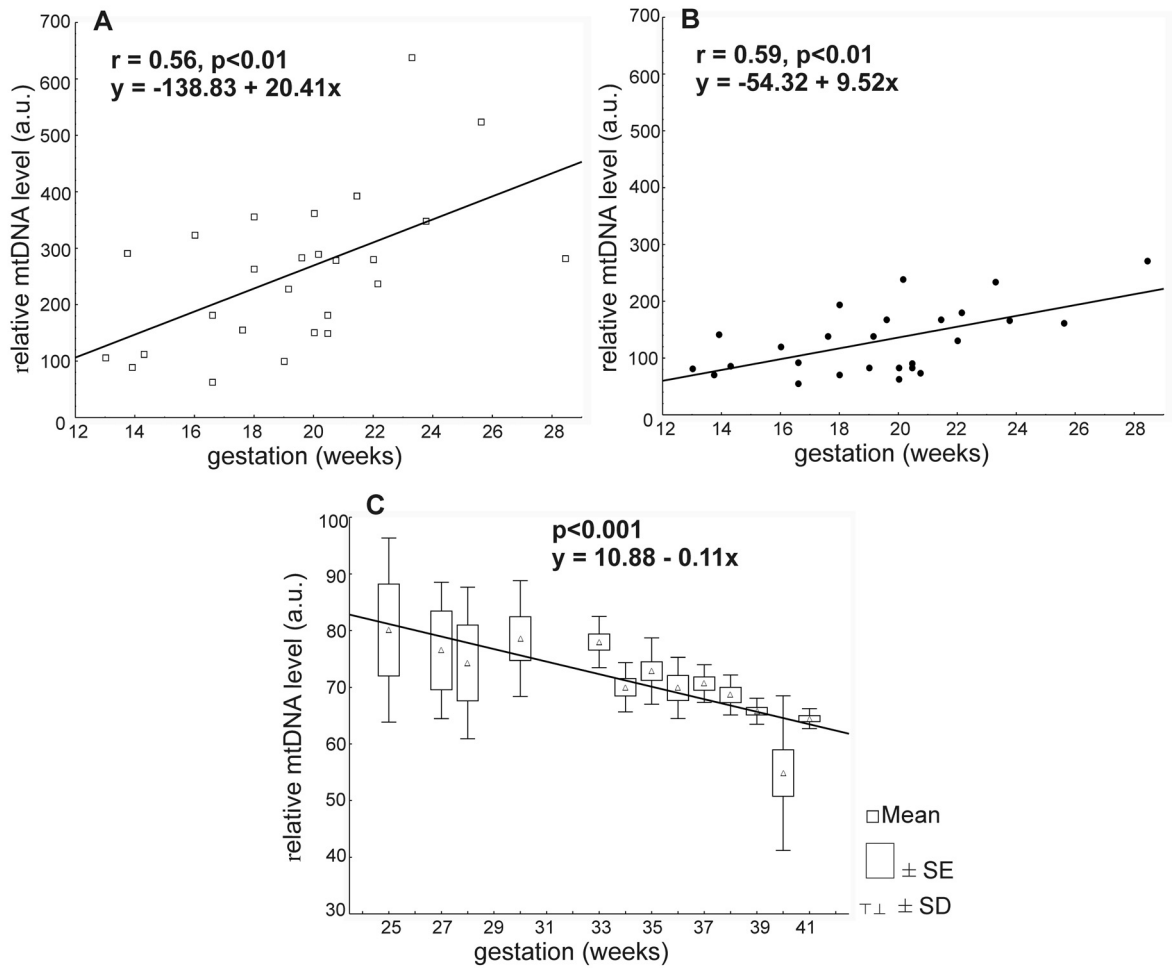 A
r = 0.56, p<0.01
y = -138.83 + 20.41x
relative mtDNA level (a.u.)
700
600
500
400
300
200
100
0
12 14 16 18 20 22 24 26 28
gestation (weeks)
B
r = 0.59, p<0.01
y = -54.32 + 9.52x
relative mtDNA level (a.u.)
700
600
500
400
300
200
100
0
12 14 16 18 20 22 24 26 28
gestation (weeks)
C
p<0.001
y = 10.88 - 0.11x
relative mtDNA level (a.u.)
100
90
80
70
60
50
40
30
25 27 29 31 33 35 37 39 41
gestation (weeks)
Mean
± SE
± SD